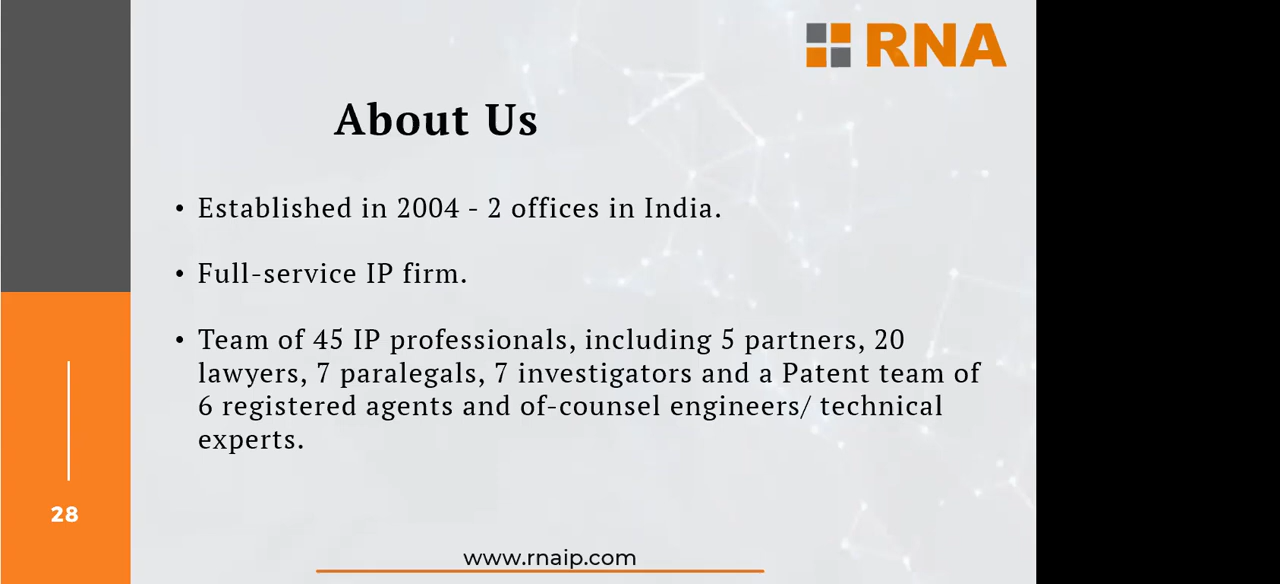 RNA
About Us
• Established in 2004 - 2 offices in India.
• Full-service IP firm.
• Team of 45 IP professionals, including 5 partners, 20
lawyers, 7 paralegals, 7 investigators and a Patent team of
6 registered agents and of-counsel engineers/ technical
experts.
28
www.rnaip.com